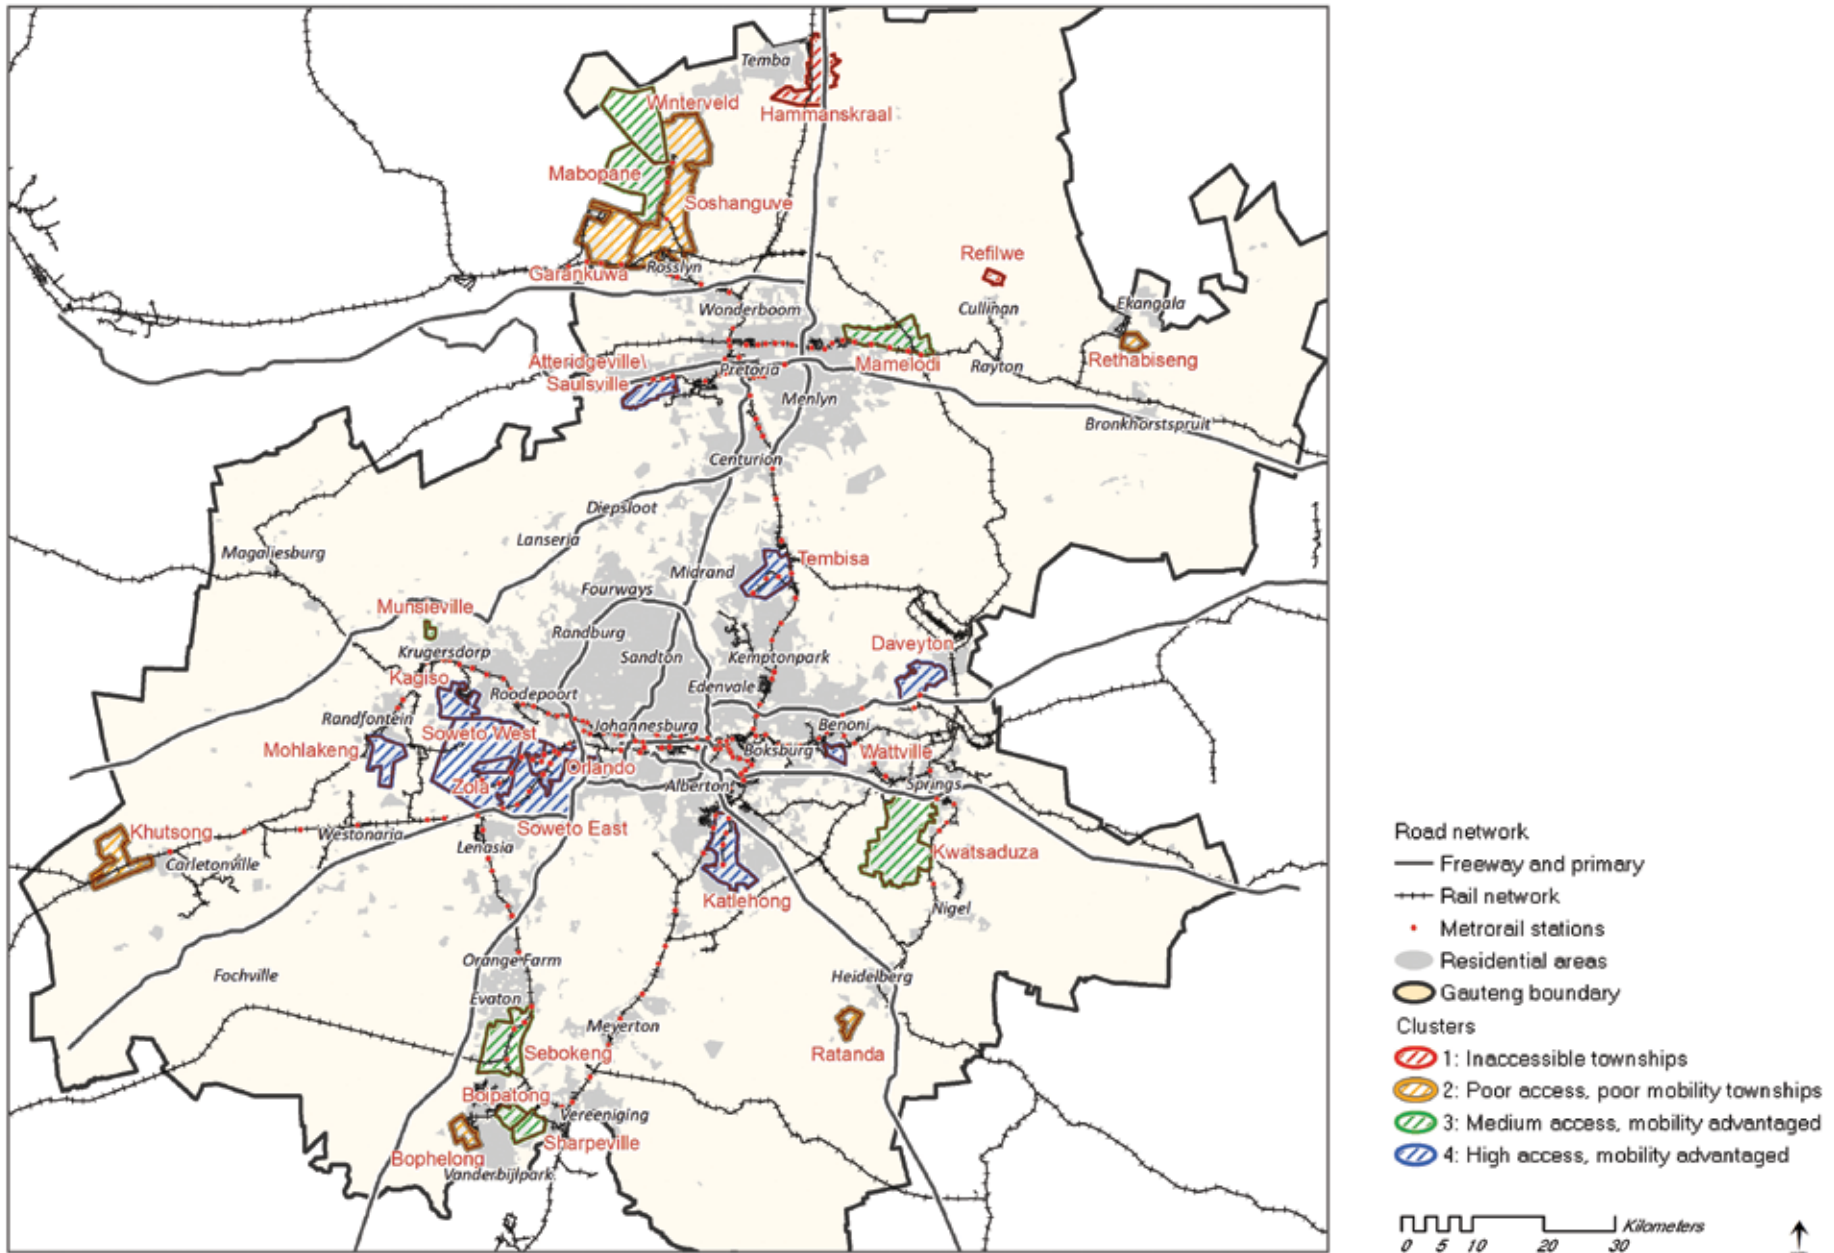 Temba
Winterveld
Hammanskraal
Mabopane
Soshanguve
Refilwe
Garankuwa
Rosslyn
Wonderboom
Cullinan
Ekangala
Atteridgeville\
Saulsville
Pretoria
Mamelodi
Rayton
Rethabiseng
Menlyn
Bronkhorstspruit
Centurion
Diepsloot
Lanseria
Magaliesburg
Tembisa
Midrand
Fourways
Munsieville
Randburg
Krugersdorp
Sandton
Kemptonpark
Daveyton
Kagiso
Roodepoort
Edenvale
Randfontein
Soweto West
Johannesburg
Benoni
Mohlakeng
Boksburg
Wattville
Orlando
Zola
Alberton
Springs
Khutsong
Westonaria
Soweto East
Carletonville
Lenasia
Kwatsaduza
Katlehong
Nigel
Orange Farm
Fochville
Heidelberg
Evaton
Meyerton
Sebokeng
Ratanda
Boipatong
Vereeniging
Sharpeville
Bophelong
Vanderbijlpark
Road network
Freeway and primary
Rail network
Metrorail stations
Residential areas
Gauteng boundary
Clusters
1: Inaccessible townships
2: Poor access, poor mobility townships
3: Medium access, mobility advantaged
4: High access, mobility advantaged
Kilometers
0 5 10 20 30